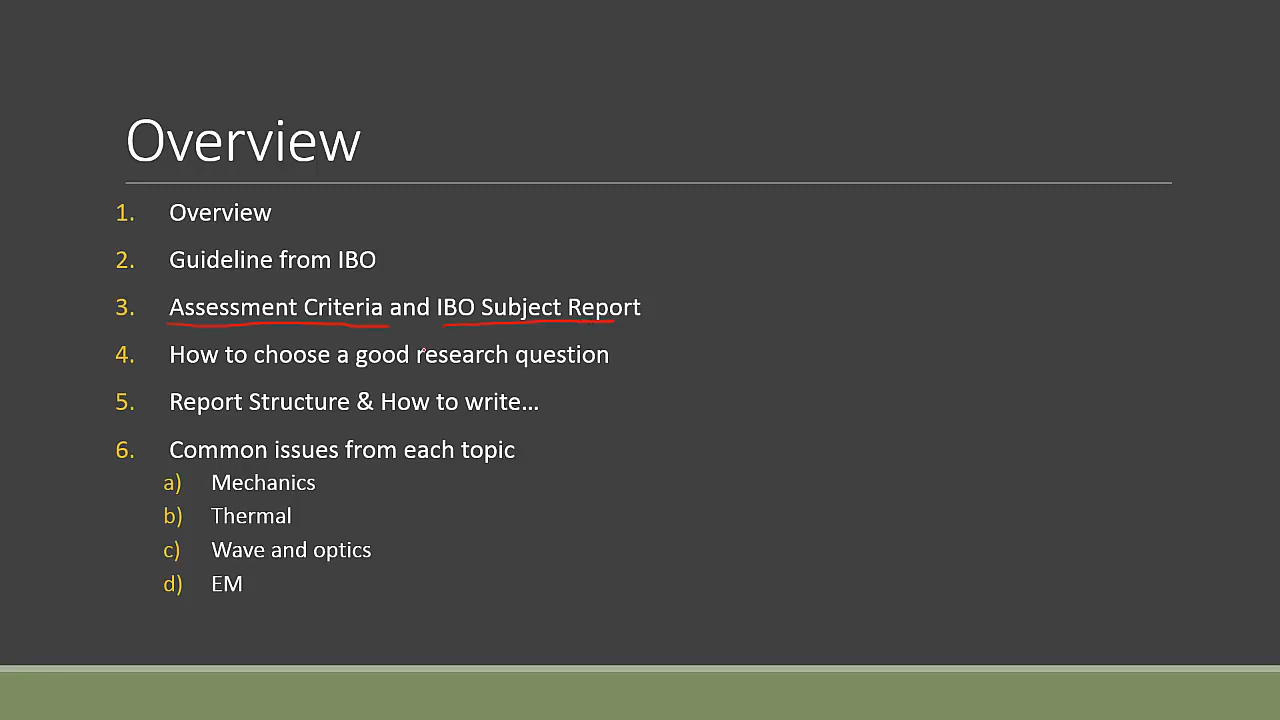 Overview
1. Overview
2. Guideline from IBO
3. Assessment Criteria and IBO Subject Report
4. How to choose a good research question
5. Report Structure & How to write…
6. Common issues from each topic
a) Mechanics
b) Thermal
c) Wave and optics
d) EM